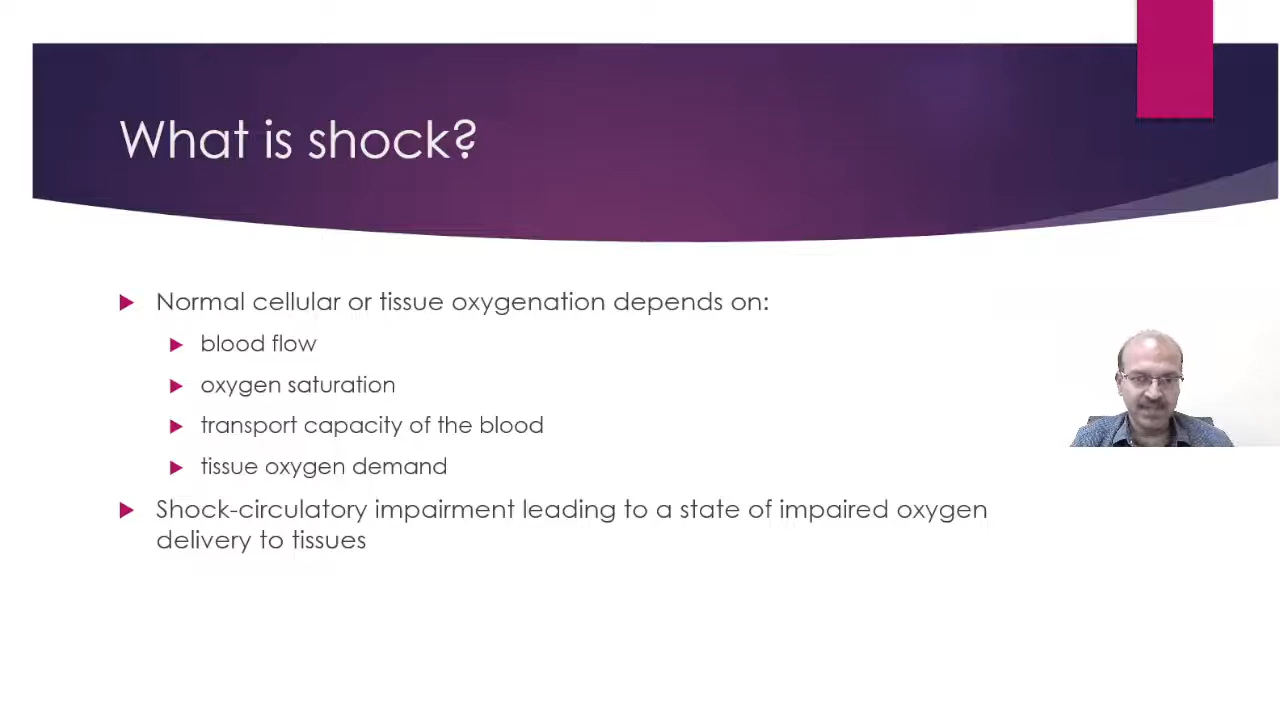 What is shock?
Normal cellular or tissue oxygenation depends on:
blood flow
oxygen saturation
transport capacity of the blood
tissue oxygen demand
Shock-circulatory impairment leading to a state of impaired oxygen
delivery to tissues